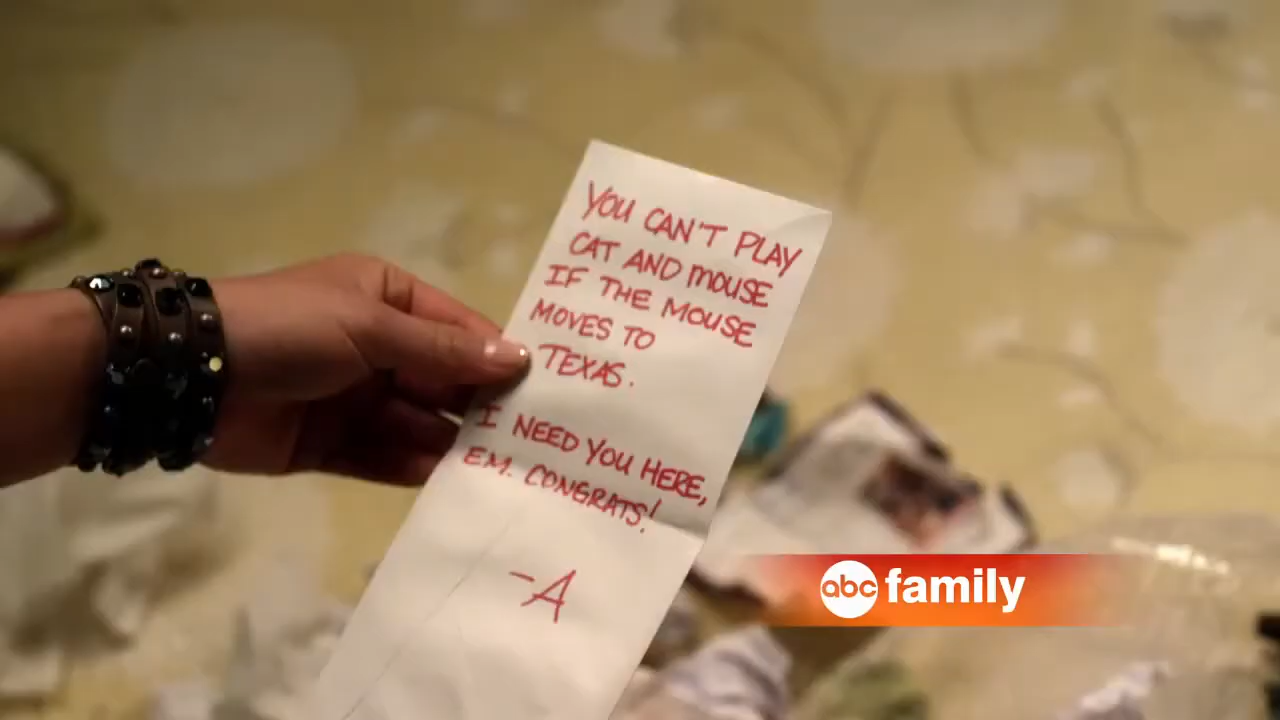 YOU CAN'T PLAY
CAT AND MOUSE
IF THE MOUSE
MOVES TO
TEXAS.
I NEED YOU HERE,
EM. CONGRATS!
-A
abc family